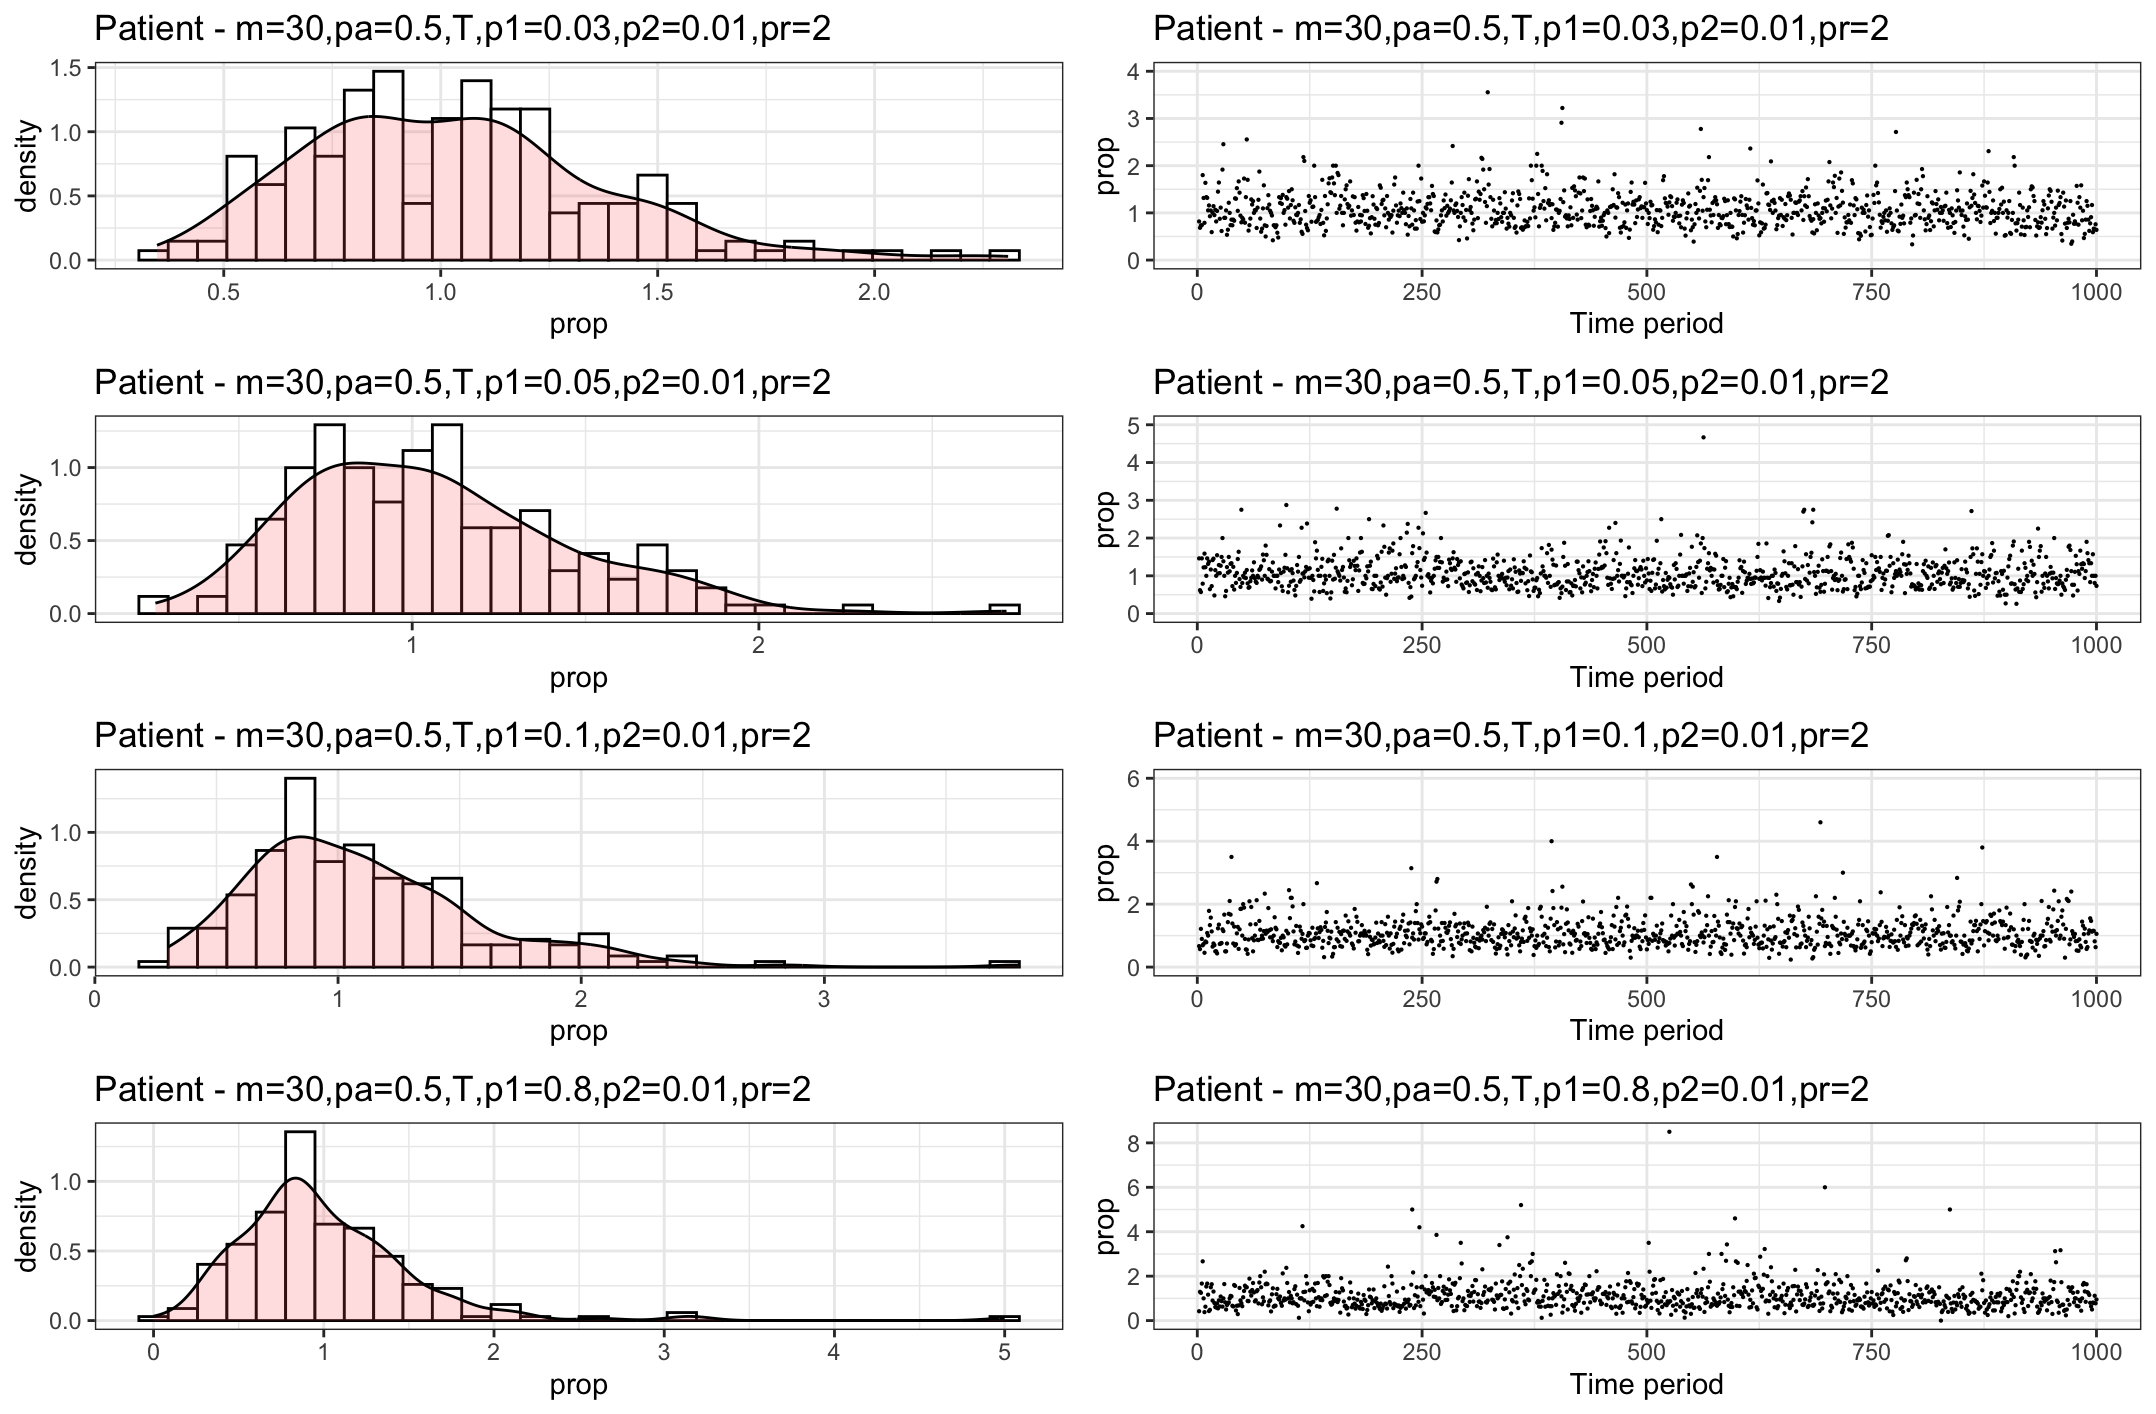 Patient - m=30,pa=0.5,T,p1=0.03,p2=0.01,pr=2
density
1.5
1.0
0.5
0.0
0.5 1.0 1.5 2.0
prop
Patient - m=30,pa=0.5,T,p1=0.03,p2=0.01,pr=2
prop
4
3
2
1
0
0 250 500 750 1000
Time period
Patient - m=30,pa=0.5,T,p1=0.05,p2=0.01,pr=2
density
1.0
0.5
0.0
1 2
prop
Patient - m=30,pa=0.5,T,p1=0.05,p2=0.01,pr=2
prop
5
4
3
2
1
0
0 250 500 750 1000
Time period
Patient - m=30,pa=0.5,T,p1=0.1,p2=0.01,pr=2
density
1.0
0.5
0.0
0 1 2 3
prop
Patient - m=30,pa=0.5,T,p1=0.1,p2=0.01,pr=2
prop
6
4
2
0
0 250 500 750 1000
Time period
Patient - m=30,pa=0.5,T,p1=0.8,p2=0.01,pr=2
density
1.0
0.5
0.0
0 1 2 3 4 5
prop
Patient - m=30,pa=0.5,T,p1=0.8,p2=0.01,pr=2
prop
8
6
4
2
0
0 250 500 750 1000
Time period